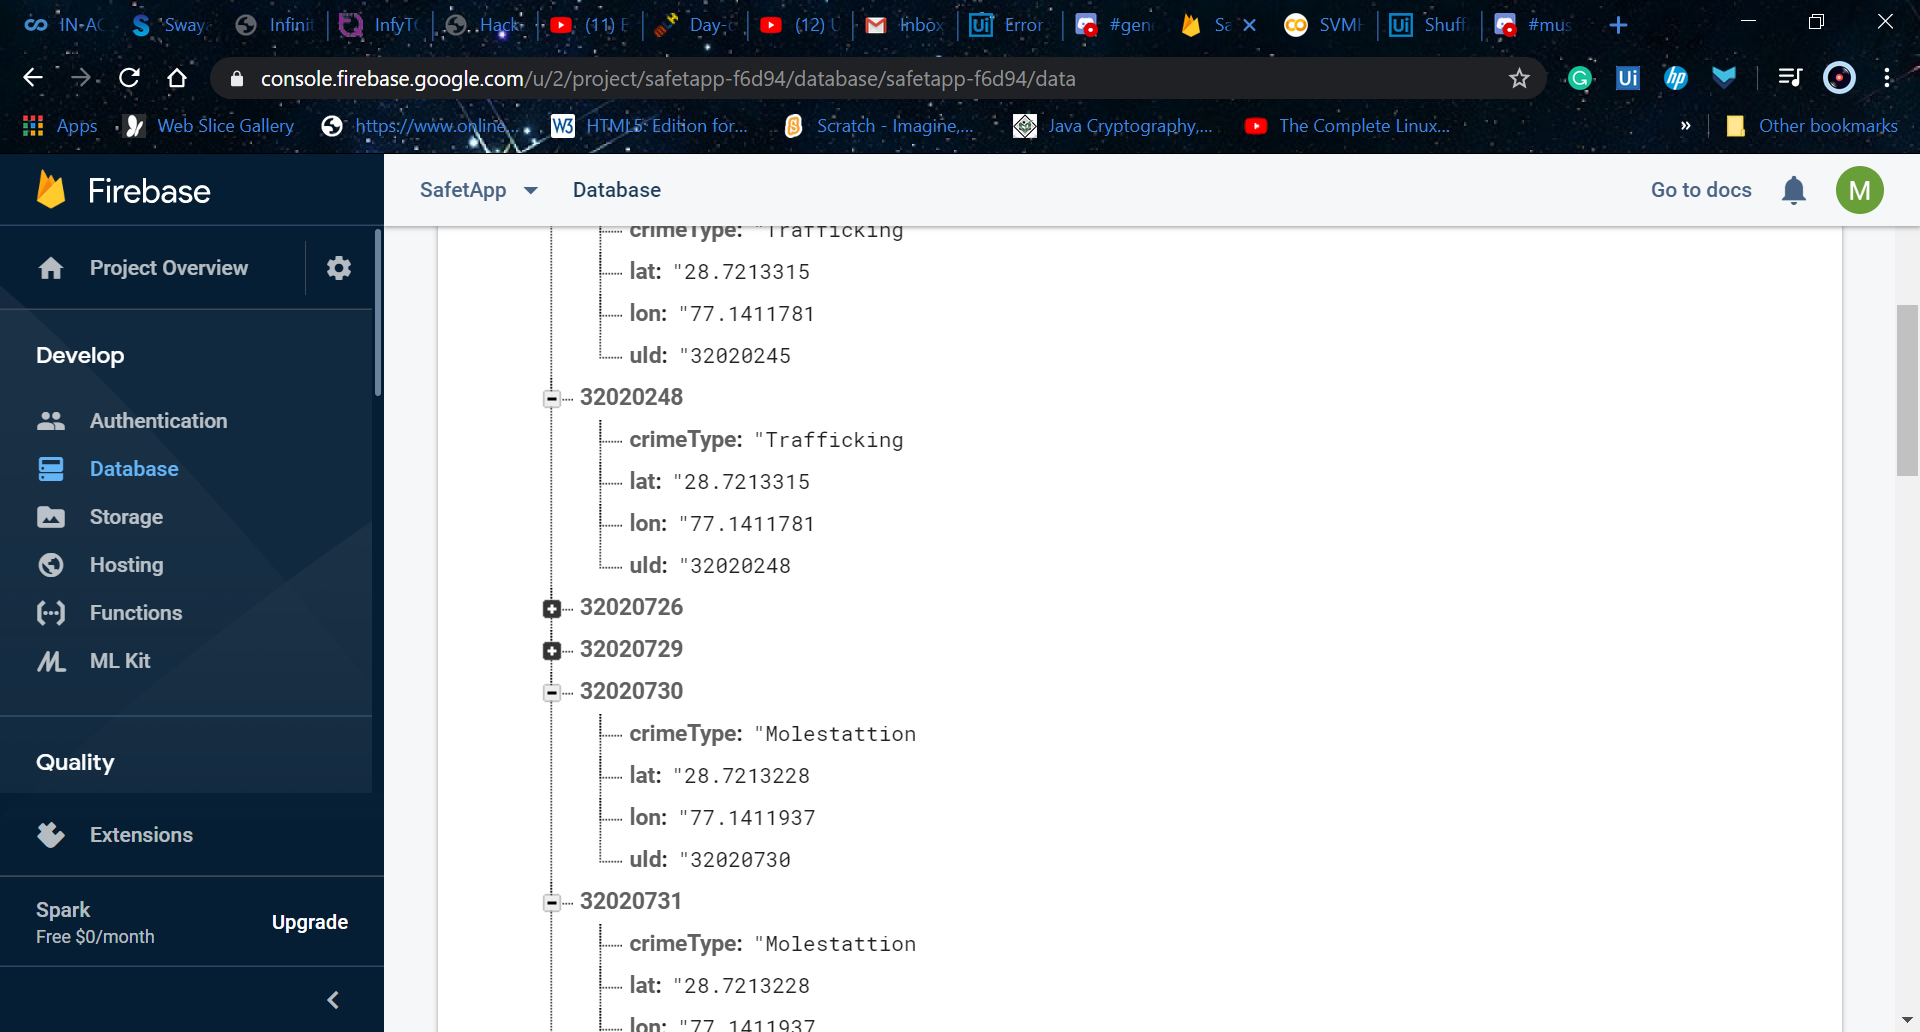 IN-AC Sway Infinit InfyT Hack (11) E Day- (12) U Inbox Error #gen Sa SVMH Shuff #mus
console.firebase.google.com/u/2/project/safetapp-f6d94/database/safetapp-f6d94/data
Apps Web Slice Gallery https://www.online... HTML5: Edition for... Scratch - Imagine,... Java Cryptography,... The Complete Linux... » Other bookmarks
Firebase
SafetApp Database Go to docs M
Project Overview
Develop
Authentication
Database
Storage
Hosting
Functions
ML Kit
Quality
Extensions
Spark
Free $0/month
Upgrade
crimeType: "Trafficking
lat: "28.7213315
lon: "77.1411781
uId: "32020245
32020248
crimeType: "Trafficking
lat: "28.7213315
lon: "77.1411781
uId: "32020248
32020726
32020729
32020730
crimeType: "Molestattion
lat: "28.7213228
lon: "77.1411937
uId: "32020730
32020731
crimeType: "Molestattion
lat: "28.7213228
lon: "77.1411937